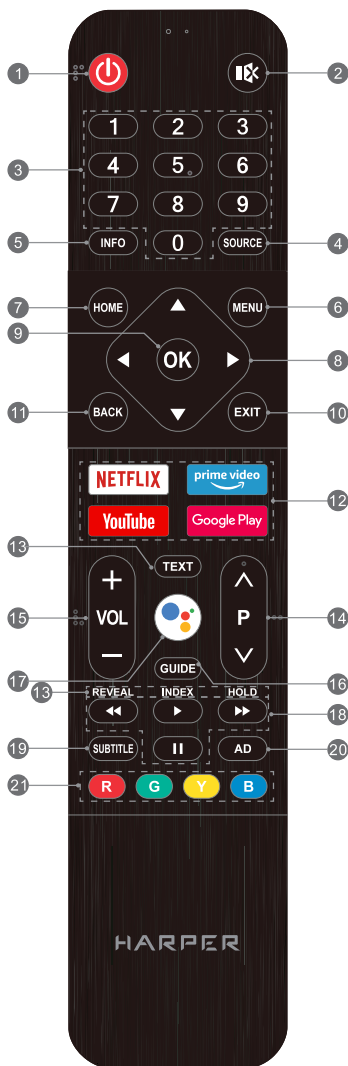 1
2
1 2 3
3
4 5 6
7 8 9
5
INFO 0 SOURCE
4
7
HOME
MENU
6
9
OK
8
11
BACK
EXIT
10
NETFLIX
prime video
12
YouTube
Google Play
13
TEXT
15
+
VOL
−
P
14
17
GUIDE
16
13
REVEAL INDEX HOLD
18
19
SUBTITLE
AD
20
21
R G Y B
HARPER